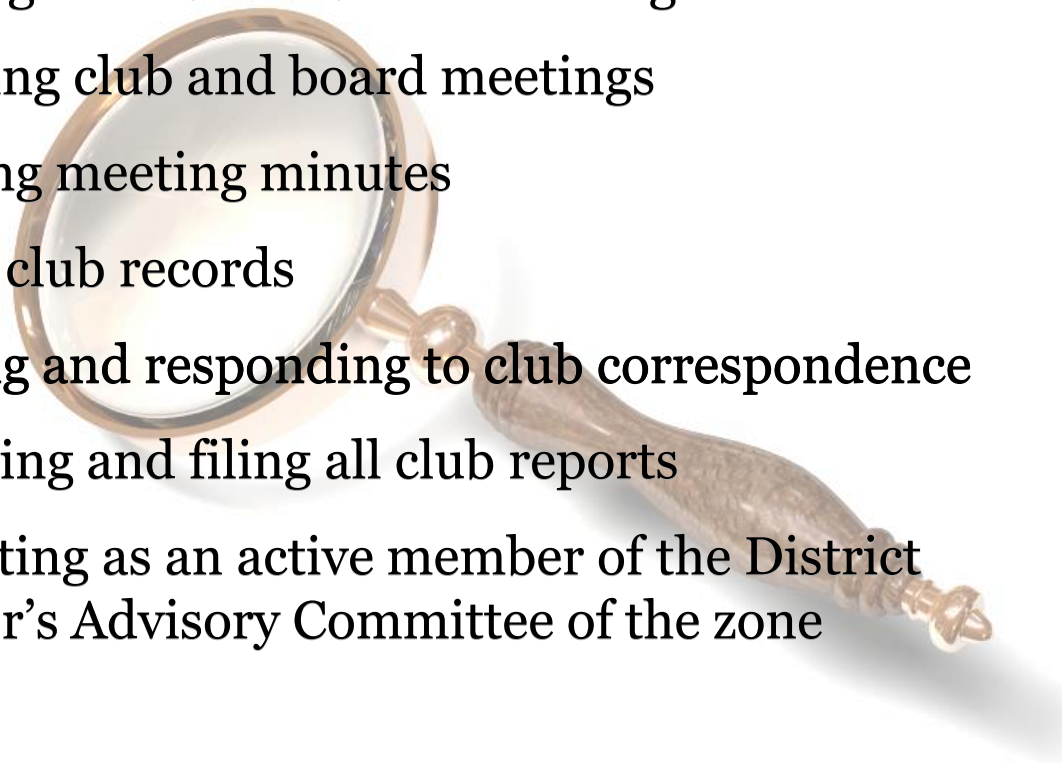 ing club and board meetings
ng meeting minutes
club records
g and responding to club correspondence
ing and filing all club reports
ting as an active member of the District
r’s Advisory Committee of the zone